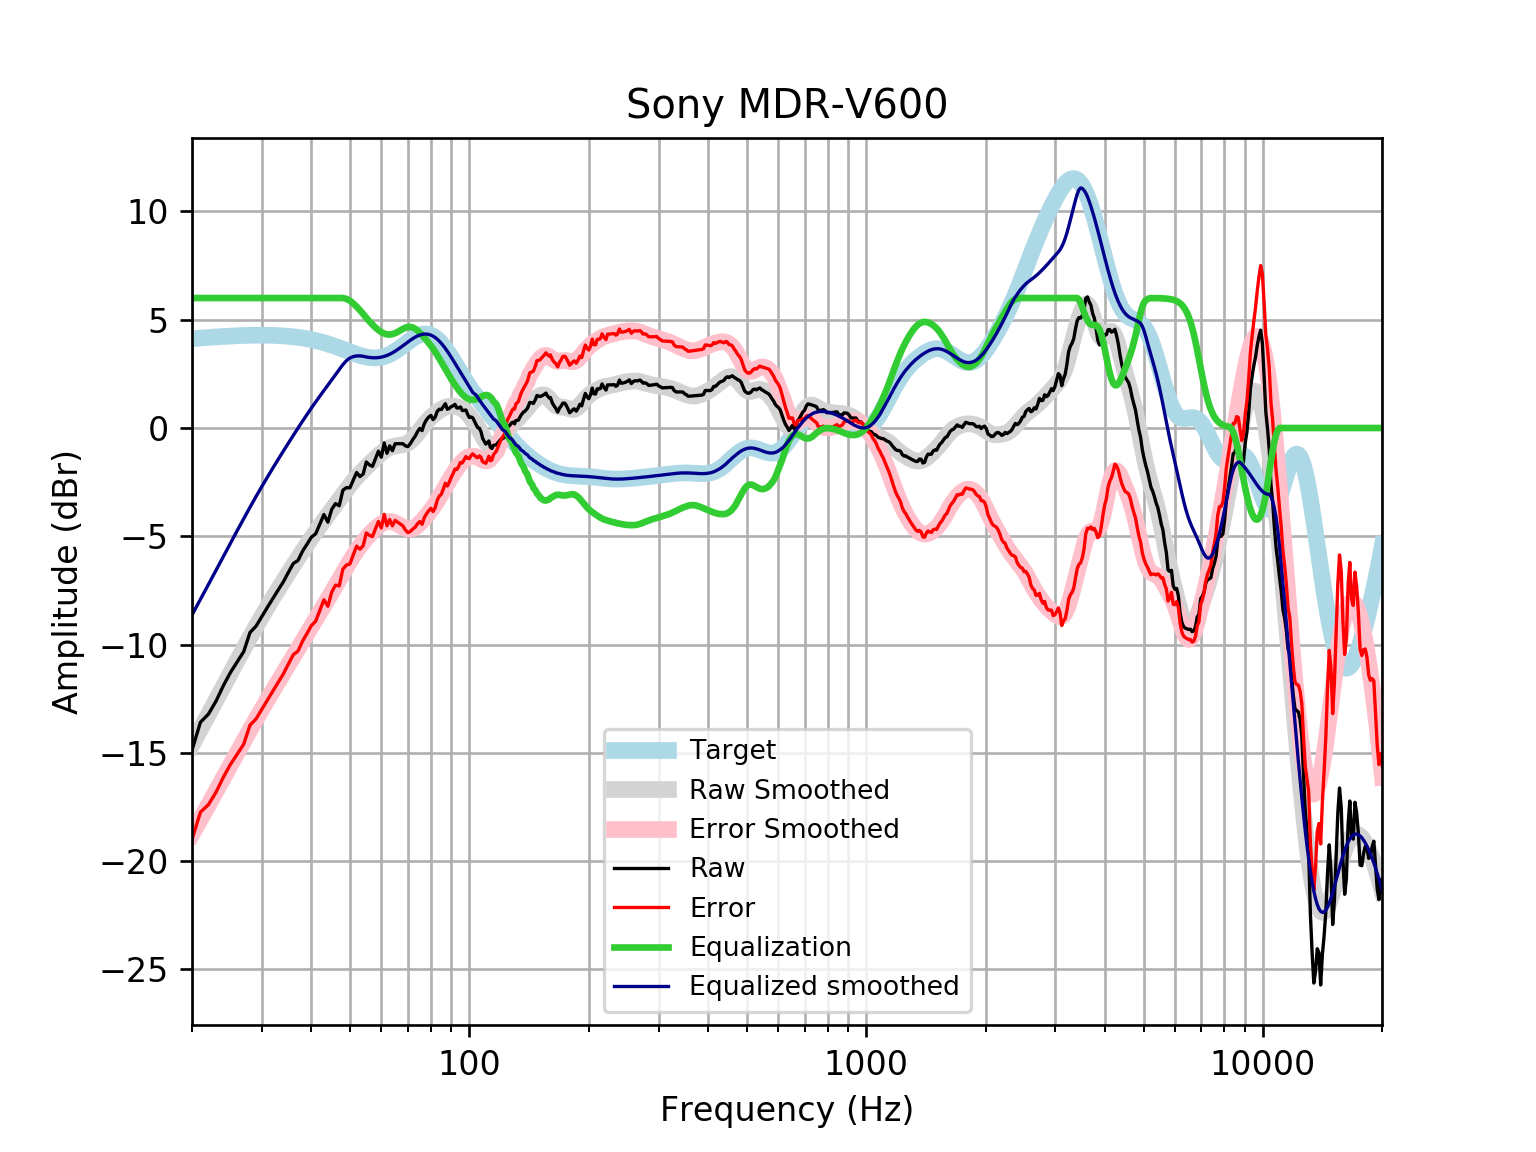 Sony MDR-V600
10
5
0
−5
−10
−15
−20
−25
Amplitude (dBr)
Target
Raw Smoothed
Error Smoothed
Raw
Error
Equalization
Equalized smoothed
100 1000 10000
Frequency (Hz)